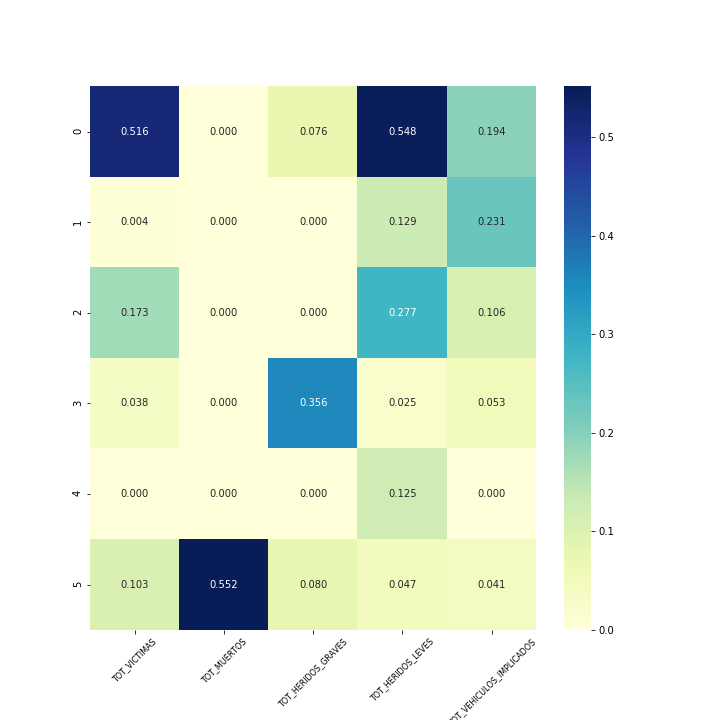 0 0.516 0.000 0.076 0.548 0.194
1 0.004 0.000 0.000 0.129 0.231
2 0.173 0.000 0.000 0.277 0.106
3 0.038 0.000 0.356 0.025 0.053
4 0.000 0.000 0.000 0.125 0.000
5 0.103 0.552 0.080 0.047 0.041
TOT_VICTIMAS
TOT_MUERTOS
TOT_HERIDOS_GRAVES
TOT_HERIDOS_LEVES
OT_VEHICULOS_IMPLICADOS
0.5
0.4
0.3
0.2
0.1
0.0